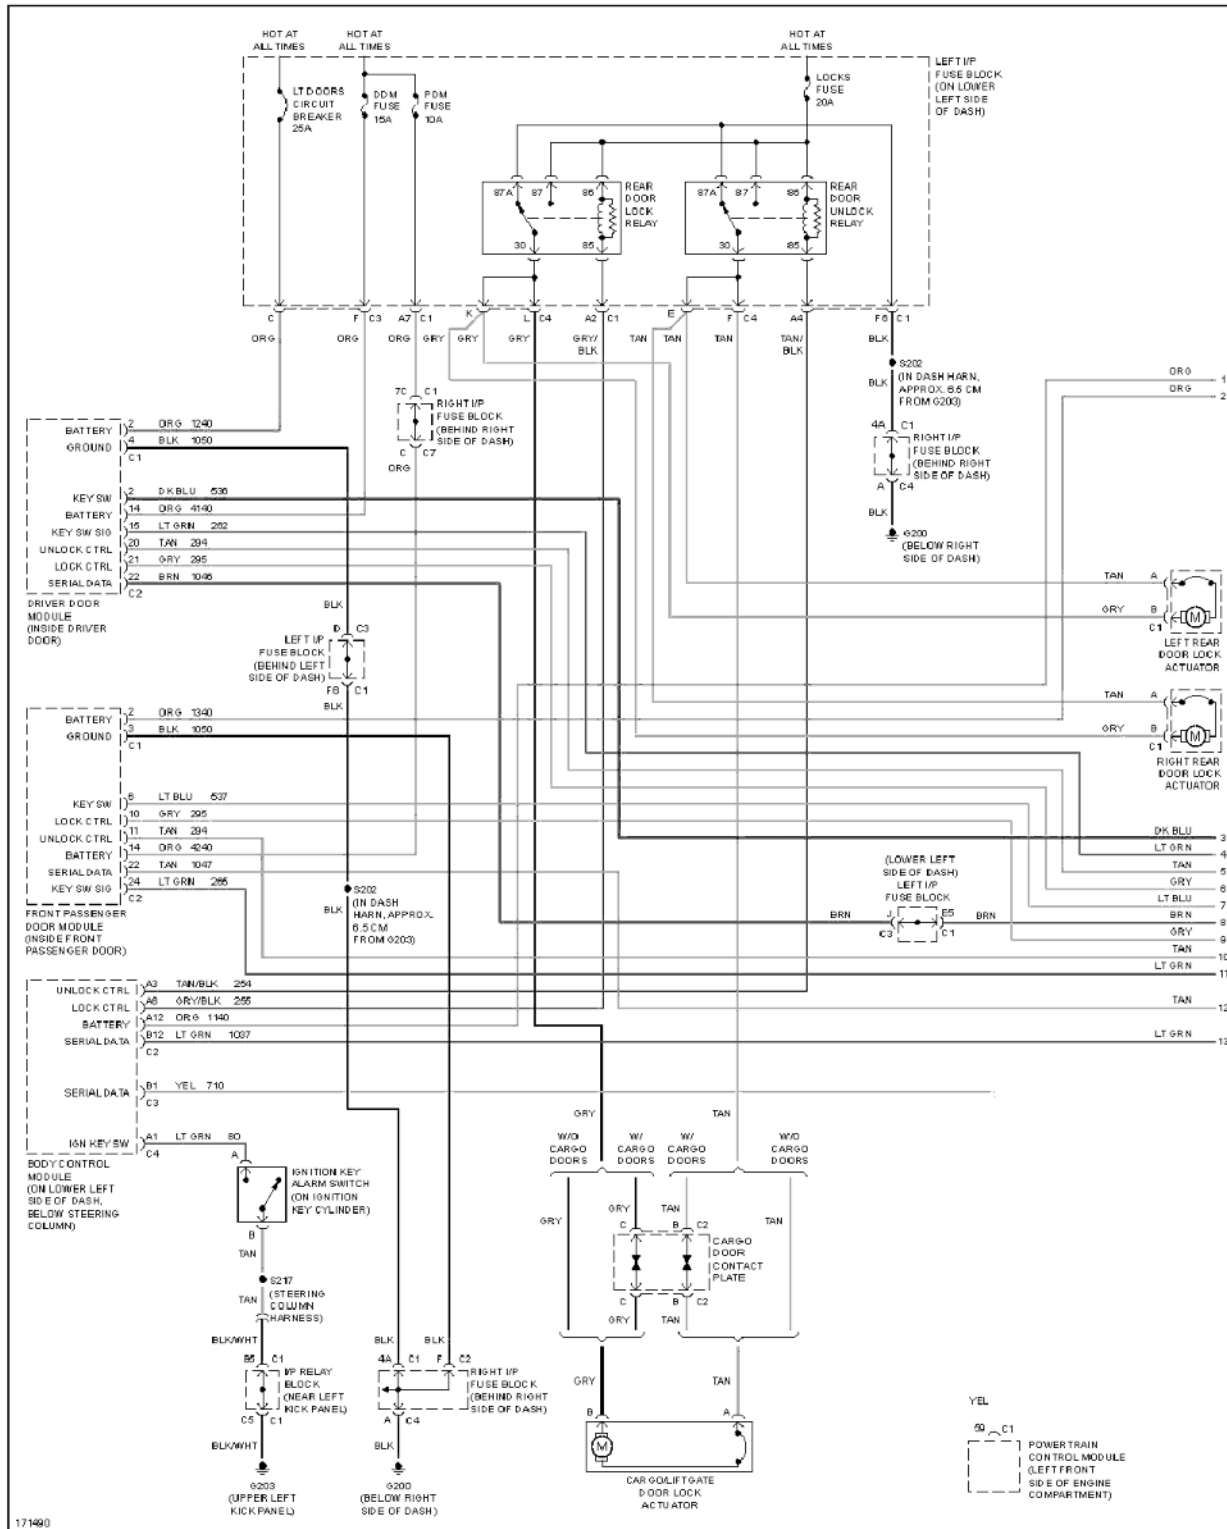 HOT AT
ALL TIMES
HOT AT
ALL TIMES
HOT AT
ALL TIMES
LT DOORS
CIRCUIT
BREAKER
25A
DDM
FUSE
15A
PDM
FUSE
10A
LOCKS
FUSE
20A
LEFT I/P
FUSE BLOCK
(ON LOWER
LEFT SIDE
OF DASH)
87A 87 86
30 85
REAR
DOOR
LOCK
RELAY
87A 87 86
30 85
REAR
DOOR
UNLOCK
RELAY
C F C3 A7 C1 K L C4 A2 C1 E F C4 A4 F6 C1
ORG ORG ORG GRY GRY GRY GRY/
BLK TAN TAN TAN TAN/
BLK BLK
S202
(IN DASH HARN,
APPROX. 6.5 CM
FROM G203)
BLK
4A C1
RIGHT I/P
FUSE BLOCK
(BEHIND RIGHT
SIDE OF DASH)
A C4
BLK
G200
(BELOW RIGHT
SIDE OF DASH)
7C C1
RIGHT I/P
FUSE BLOCK
(BEHIND RIGHT
SIDE OF DASH)
C C7
ORG
ORG 1
ORG 2
BATTERY 2 ORG 1240
GROUND 4 BLK 1050
C1
KEY SW 2 DK BLU 536
BATTERY 14 ORG 4140
KEY SW SIG 15 LT GRN 262
UNLOCK CTRL 20 TAN 294
LOCK CTRL 21 GRY 295
SERIAL DATA 22 BRN 1046
C2
DRIVER DOOR
MODULE
(INSIDE DRIVER
DOOR)
BLK
D C3
LEFT I/P
FUSE BLOCK
(BEHIND LEFT
SIDE OF DASH)
F6 C1
BLK
TAN A
GRY B
C1
M
LEFT REAR
DOOR LOCK
ACTUATOR
TAN A
GRY B
C1
M
RIGHT REAR
DOOR LOCK
ACTUATOR
BATTERY 2 ORG 1340
GROUND 3 BLK 1050
C1
KEY SW 6 LT BLU 537
LOCK CTRL 10 GRY 295
UNLOCK CTRL 11 TAN 294
BATTERY 14 ORG 4240
SERIAL DATA 22 TAN 1047
KEY SW SIG 24 LT GRN 265
C2
FRONT PASSENGER
DOOR MODULE
(INSIDE FRONT
PASSENGER DOOR)
S202
(IN DASH
HARN, APPROX.
6.5 CM
FROM G203)
BLK
(LOWER LEFT
SIDE OF DASH)
LEFT I/P
FUSE BLOCK
BRN J E5 BRN
C3 C1
DK BLU 3
LT GRN 4
TAN 5
GRY 6
LT BLU 7
BRN 8
GRY 9
TAN 10
LT GRN 11
TAN 12
LT GRN 13
UNLOCK CTRL A3 TAN/BLK 254
LOCK CTRL A6 GRY/BLK 255
BATTERY A12 ORG 1140
SERIAL DATA B12 LT GRN 1037
C2
SERIAL DATA B1 YEL 710
C3
IGN KEY SW A1 LT GRN 80
C4
BODY CONTROL
MODULE
(ON LOWER LEFT
SIDE OF DASH,
BELOW STEERING
COLUMN)
A
IGNITION KEY
ALARM SWITCH
(ON IGNITION
KEY CYLINDER)
B
TAN
S217
(STEERING
COLUMN
HARNESS)
TAN
BLK/WHT
B5 C1
I/P RELAY
BLOCK
(NEAR LEFT
KICK PANEL)
C5 C1
BLK/WHT
G203
(UPPER LEFT
KICK PANEL)
BLK BLK
4A C1 F C2
RIGHT I/P
FUSE BLOCK
(BEHIND RIGHT
SIDE OF DASH)
A C4
BLK
G200
(BELOW RIGHT
SIDE OF DASH)
GRY TAN
W/O
CARGO
DOORS
W/
CARGO
DOORS
W/
CARGO
DOORS
W/O
CARGO
DOORS
GRY GRY TAN TAN
C B C2
CARGO
DOOR
CONTACT
PLATE
C B C2
GRY TAN
GRY TAN
B A
M
CARGO/LIFTGATE
DOOR LOCK
ACTUATOR
YEL
59 C1
POWERTRAIN
CONTROL MODULE
(LEFT FRONT
SIDE OF ENGINE
COMPARTMENT)
171490